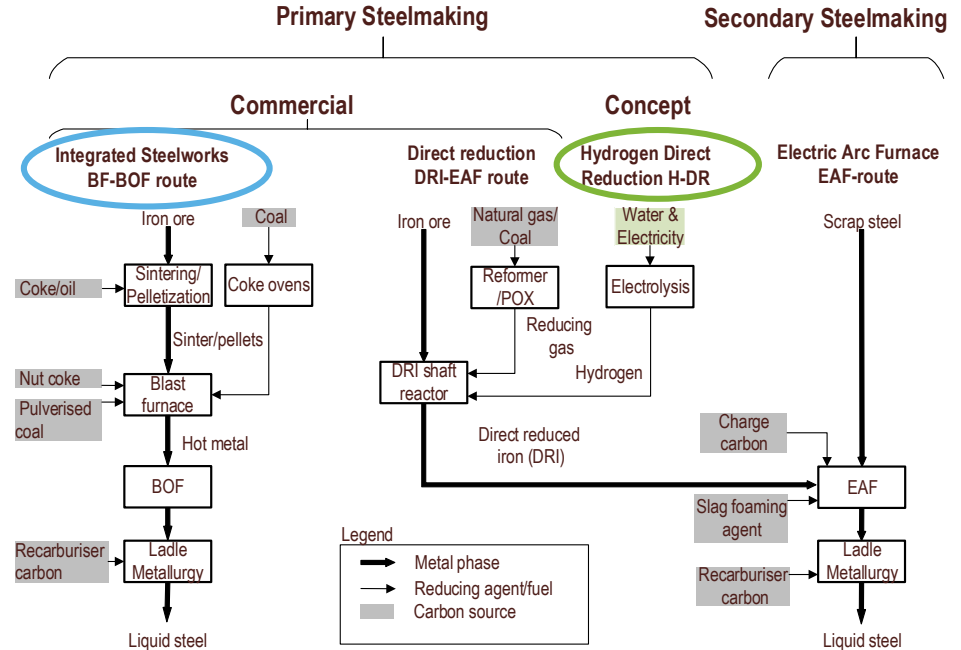 Primary Steelmaking
Secondary Steelmaking
Commercial
Concept
Integrated Steelworks
BF-BOF route
Direct reduction
DRI-EAF route
Hydrogen Direct
Reduction H-DR
Electric Arc Furnace
EAF-route
Iron ore
Coal
Iron ore
Natural gas/
Coal
Water &
Electricity
Scrap steel
Coke/oil
Sintering/
Pelletization
Coke ovens
Reformer
/POX
Electrolysis
Sinter/pellets
Reducing
gas
Hydrogen
Nut coke
Pulverised
coal
Blast
furnace
DRI shaft
reactor
Hot metal
Direct reduced
iron (DRI)
Charge
carbon
BOF
EAF
Slag foaming
agent
Recarburiser
carbon
Ladle
Metallurgy
Legend
Metal phase
Reducing agent/fuel
Carbon source
Recarburiser
carbon
Ladle
Metallurgy
Liquid steel
Liquid steel